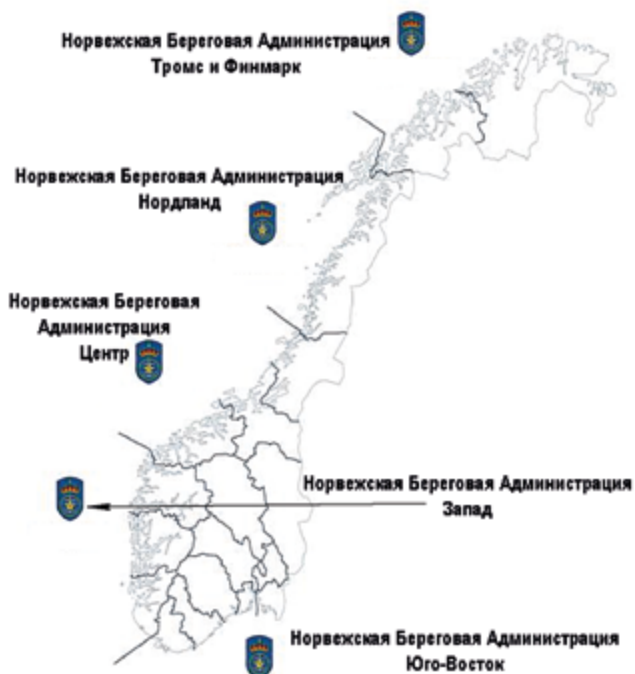 Норвежская Береговая Администрация
Тромс и Финмарк
Норвежская Береговая Администрация
Нордланд
Норвежская Береговая
Администрация
Центр
Норвежская Береговая Администрация
Запад
Норвежская Береговая Администрация
Юго-Восток